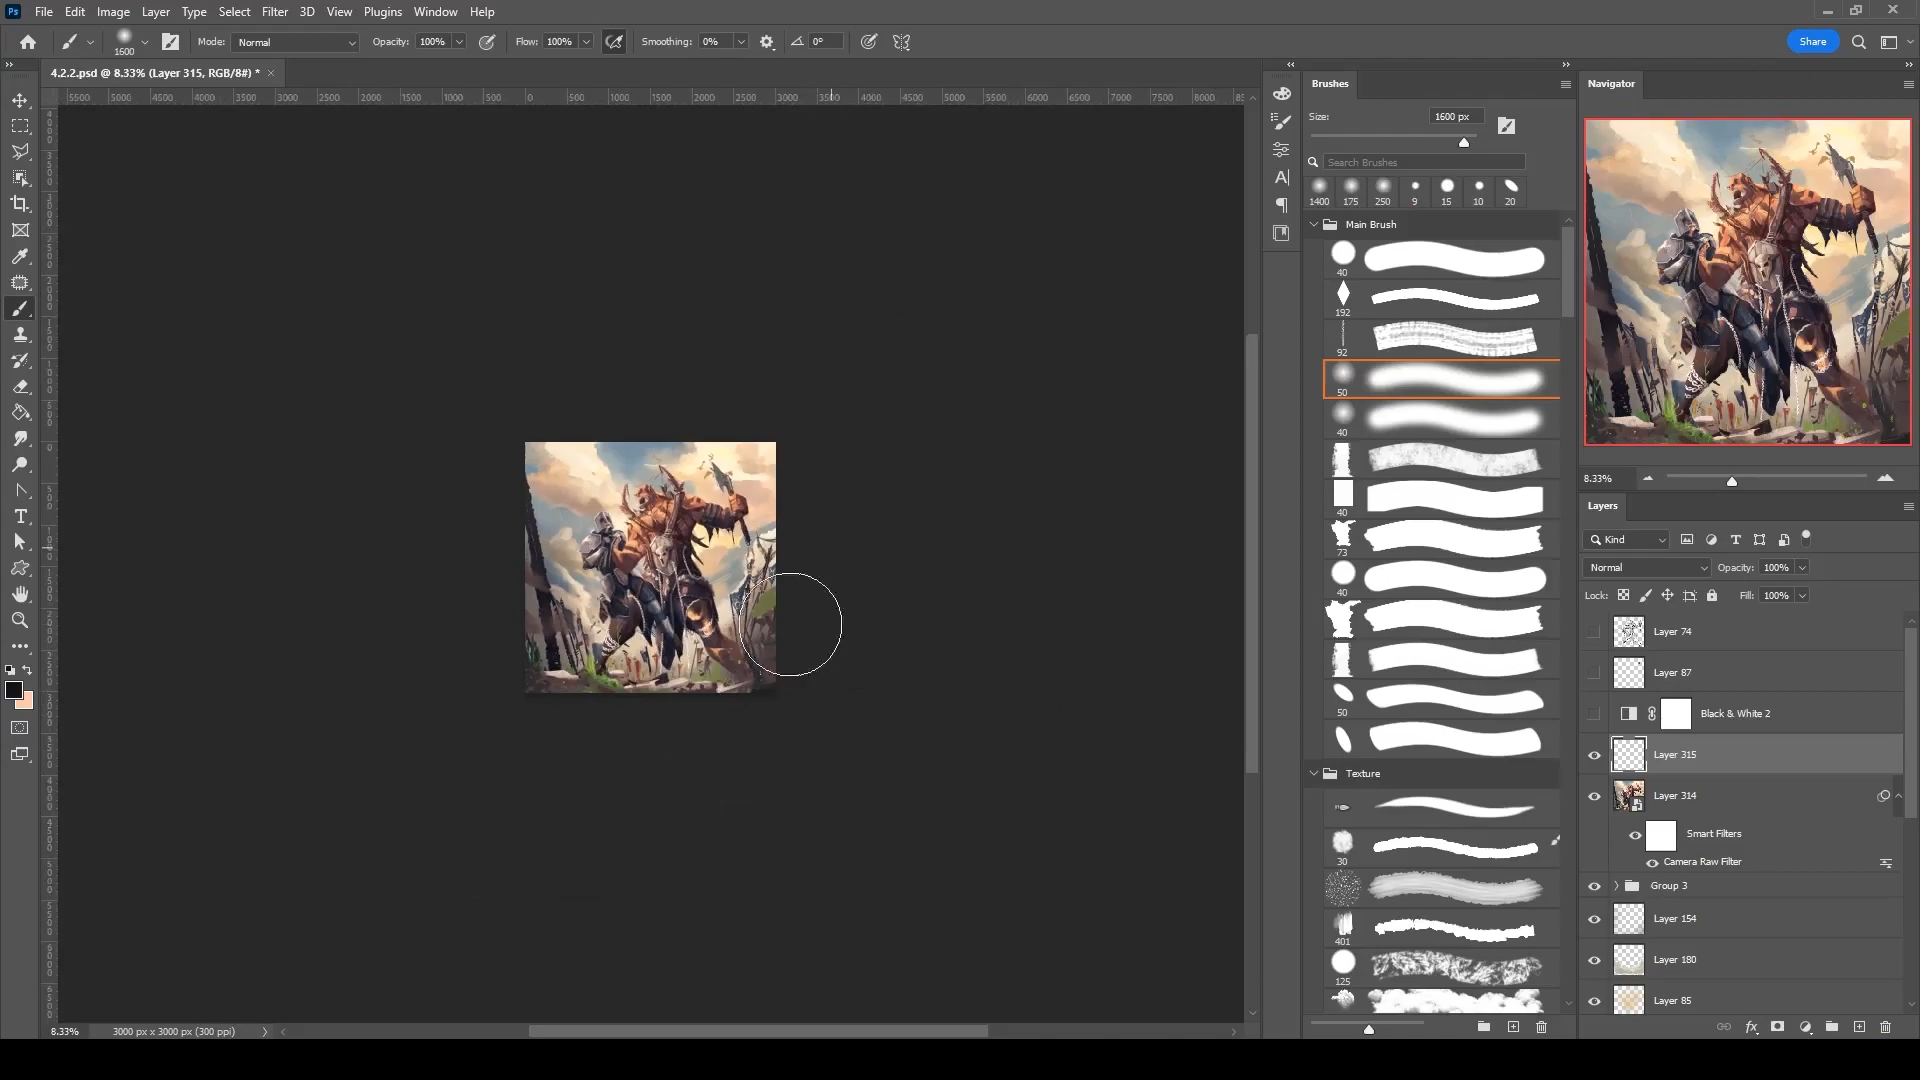 Ps File Edit Image Layer Type Select Filter 3D View Plugins Window Help
1600 Mode: Normal Opacity: 100% Flow: 100% Smoothing: 0% 0° Share
4.2.2.psd @ 8.33% (Layer 315, RGB/8#) *
5500 5000 4500 4000 3500 3000 2500 2000 1500 1000 500 0 500 1000 1500 2000 2500 3000 3500 4000 4500 5000 5500 6000 6500 7000 7500 8000
Brushes
Size: 1600 px
Search Brushes
1400 175 250 9 15 10 20
Main Brush
40
192
92
50
40
40
73
40
50
Texture
30
401
125
Navigator
8.33%
Layers
Kind
Normal Opacity: 100%
Lock: Fill: 100%
Layer 74
Layer 87
Black & White 2
Layer 315
Layer 314
Smart Filters
Camera Raw Filter
Group 3
Layer 154
Layer 180
Layer 85
8.33% 3000 px x 3000 px (300 ppi)